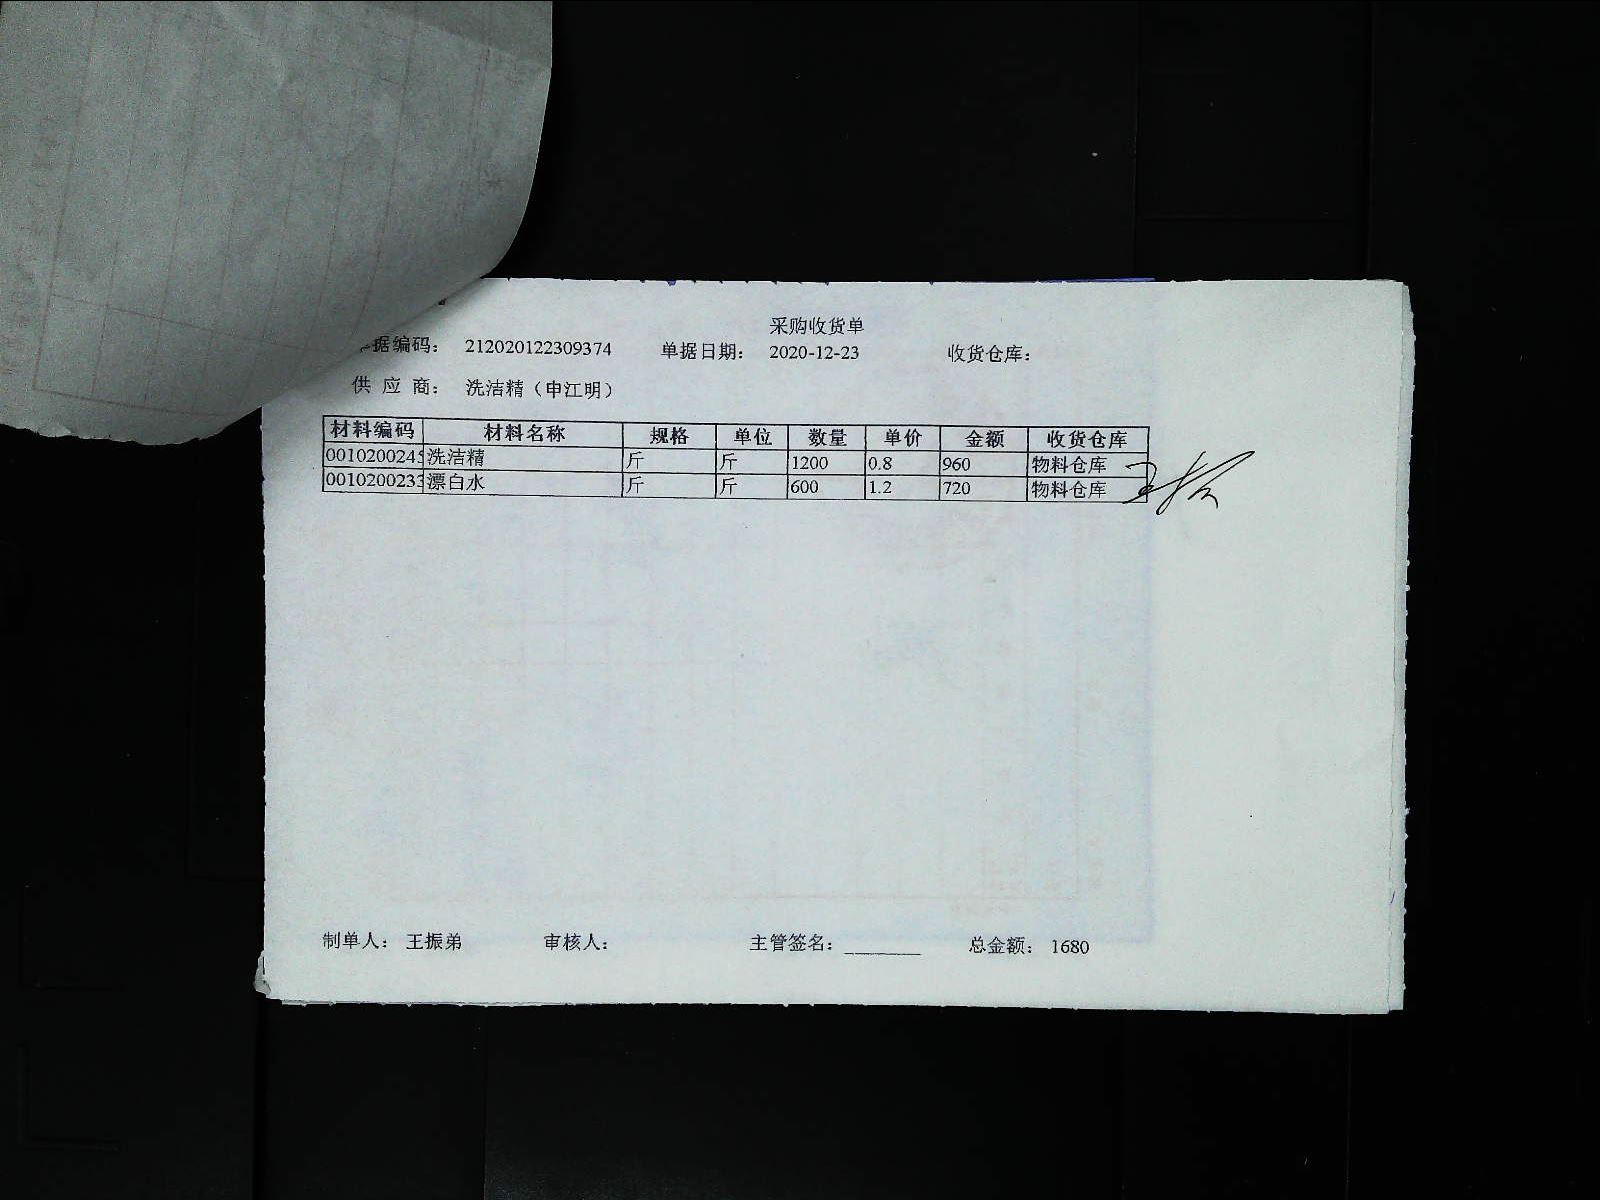 采购收货单
据编码： 212020122309374 单据日期： 2020-12-23 收货仓库：
供 应 商： 洗洁精（申江明）
材料编码 材料名称 规格 单位 数量 单价 金额 收货仓库
0010200245 洗洁精 斤 斤 1200 0.8 960 物料仓库
0010200233 漂白水 斤 斤 600 1.2 720 物料仓库
制单人： 王振弟 审核人： 主管签名：________ 总金额： 1680